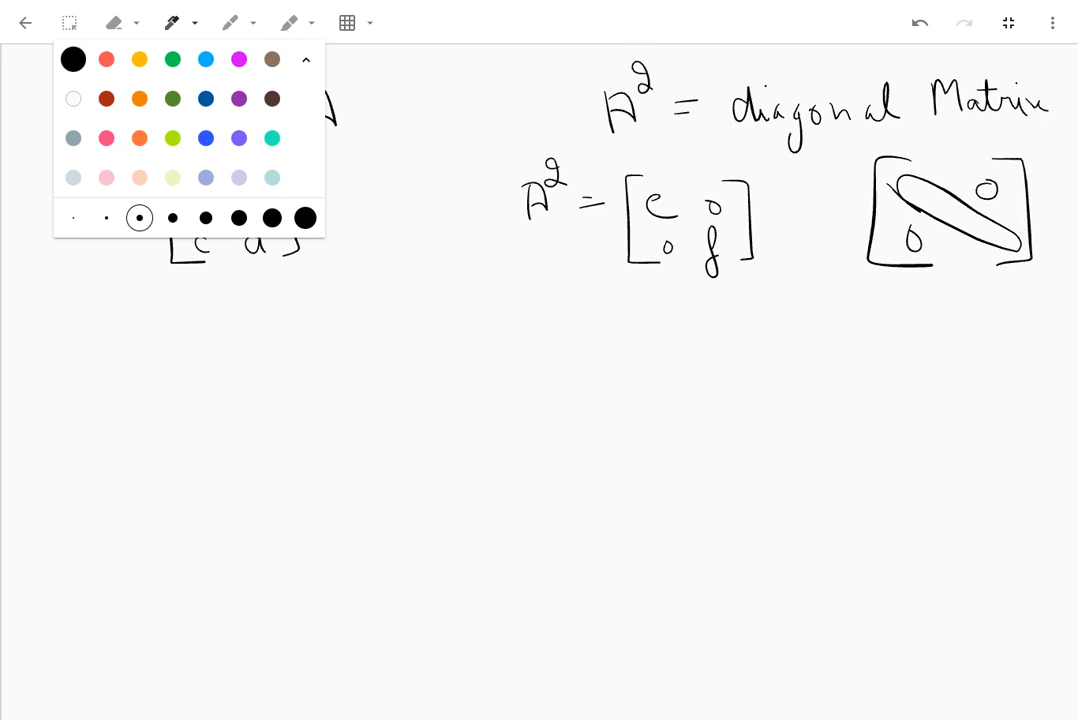 A² = diagonal Matrix
A² = [e 0
0 f]
[0
0]
c d]